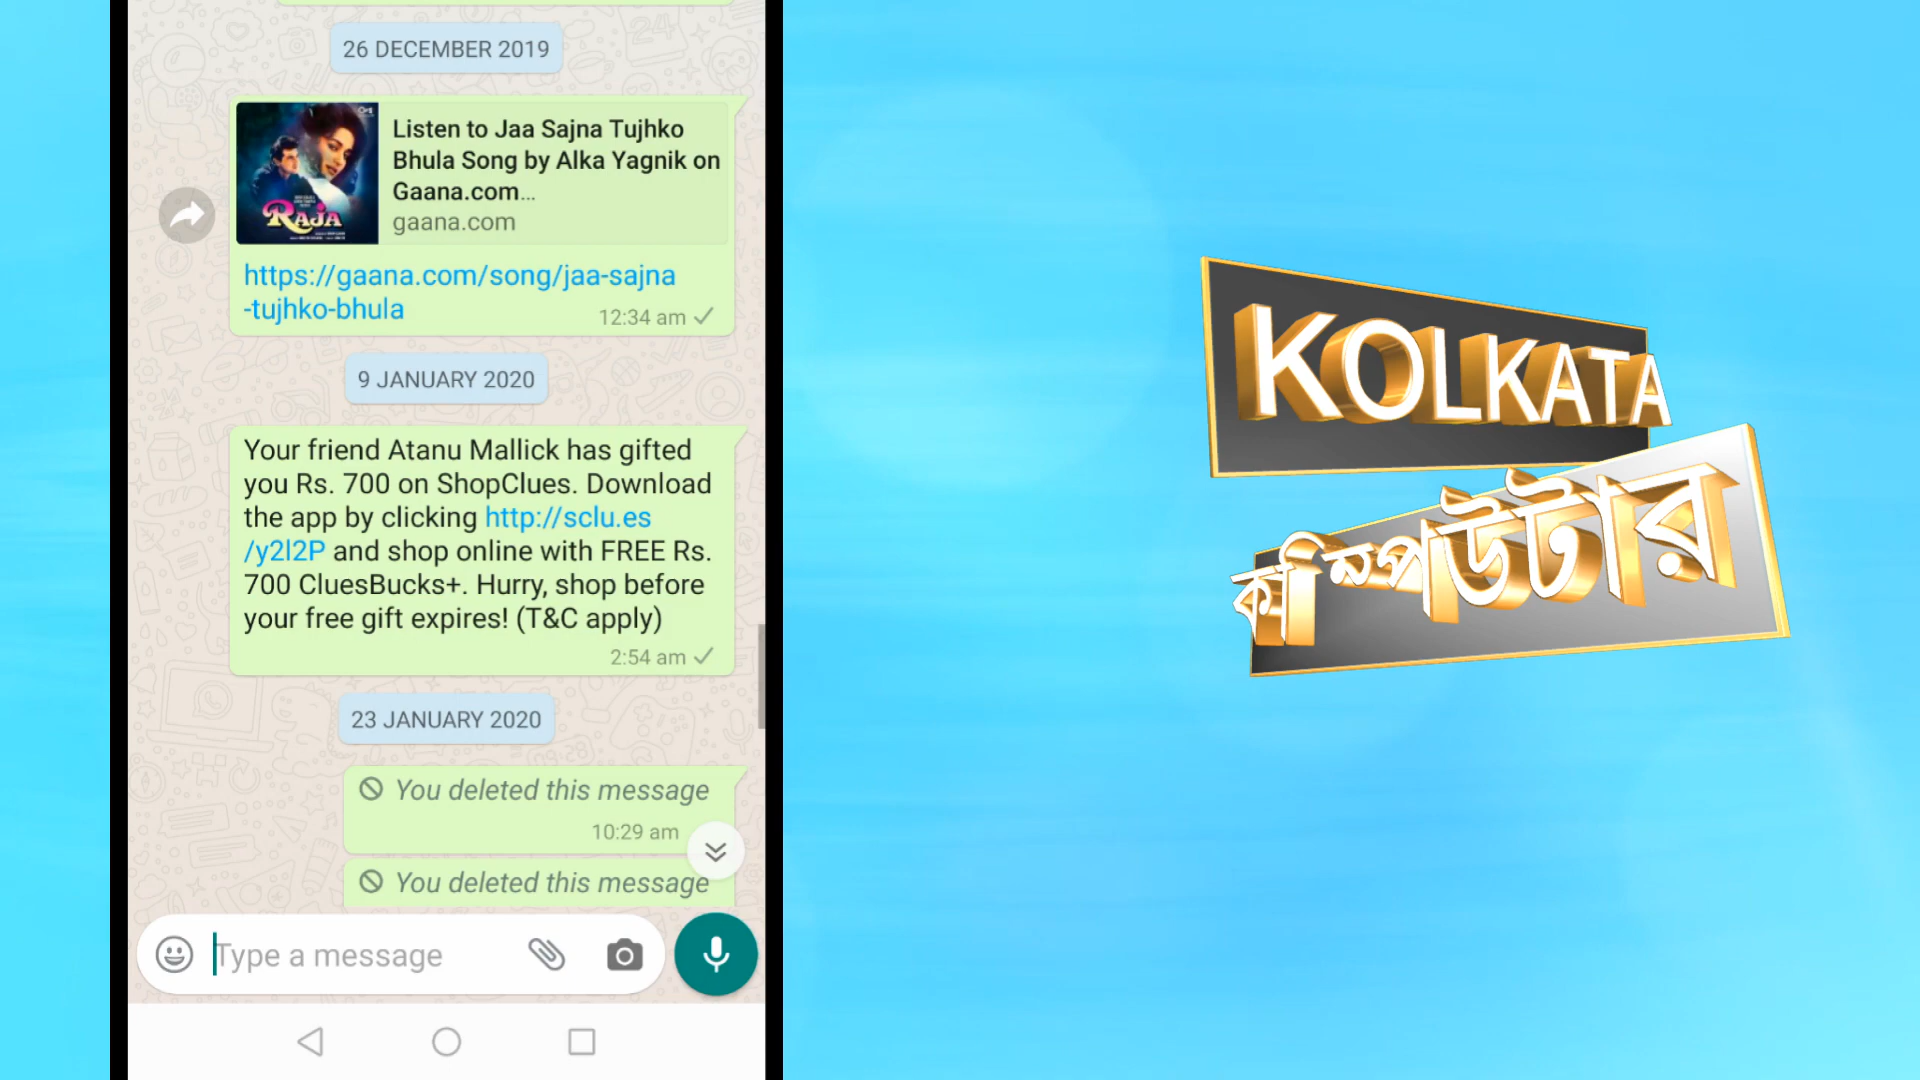 26 DECEMBER 2019
Listen to Jaa Sajna Tujhko
Bhula Song by Alka Yagnik on
Gaana.com...
gaana.com
RAJA
https://gaana.com/song/jaa-sajna
-tujhko-bhula
12:34 am
9 JANUARY 2020
Your friend Atanu Mallick has gifted
you Rs. 700 on ShopClues. Download
the app by clicking http://sclu.es
/y2l2P and shop online with FREE Rs.
700 CluesBucks+. Hurry, shop before
your free gift expires! (T&C apply)
2:54 am
23 JANUARY 2020
You deleted this message
10:29 am
You deleted this message
Type a message
KOLKATA
কম্পিউটার